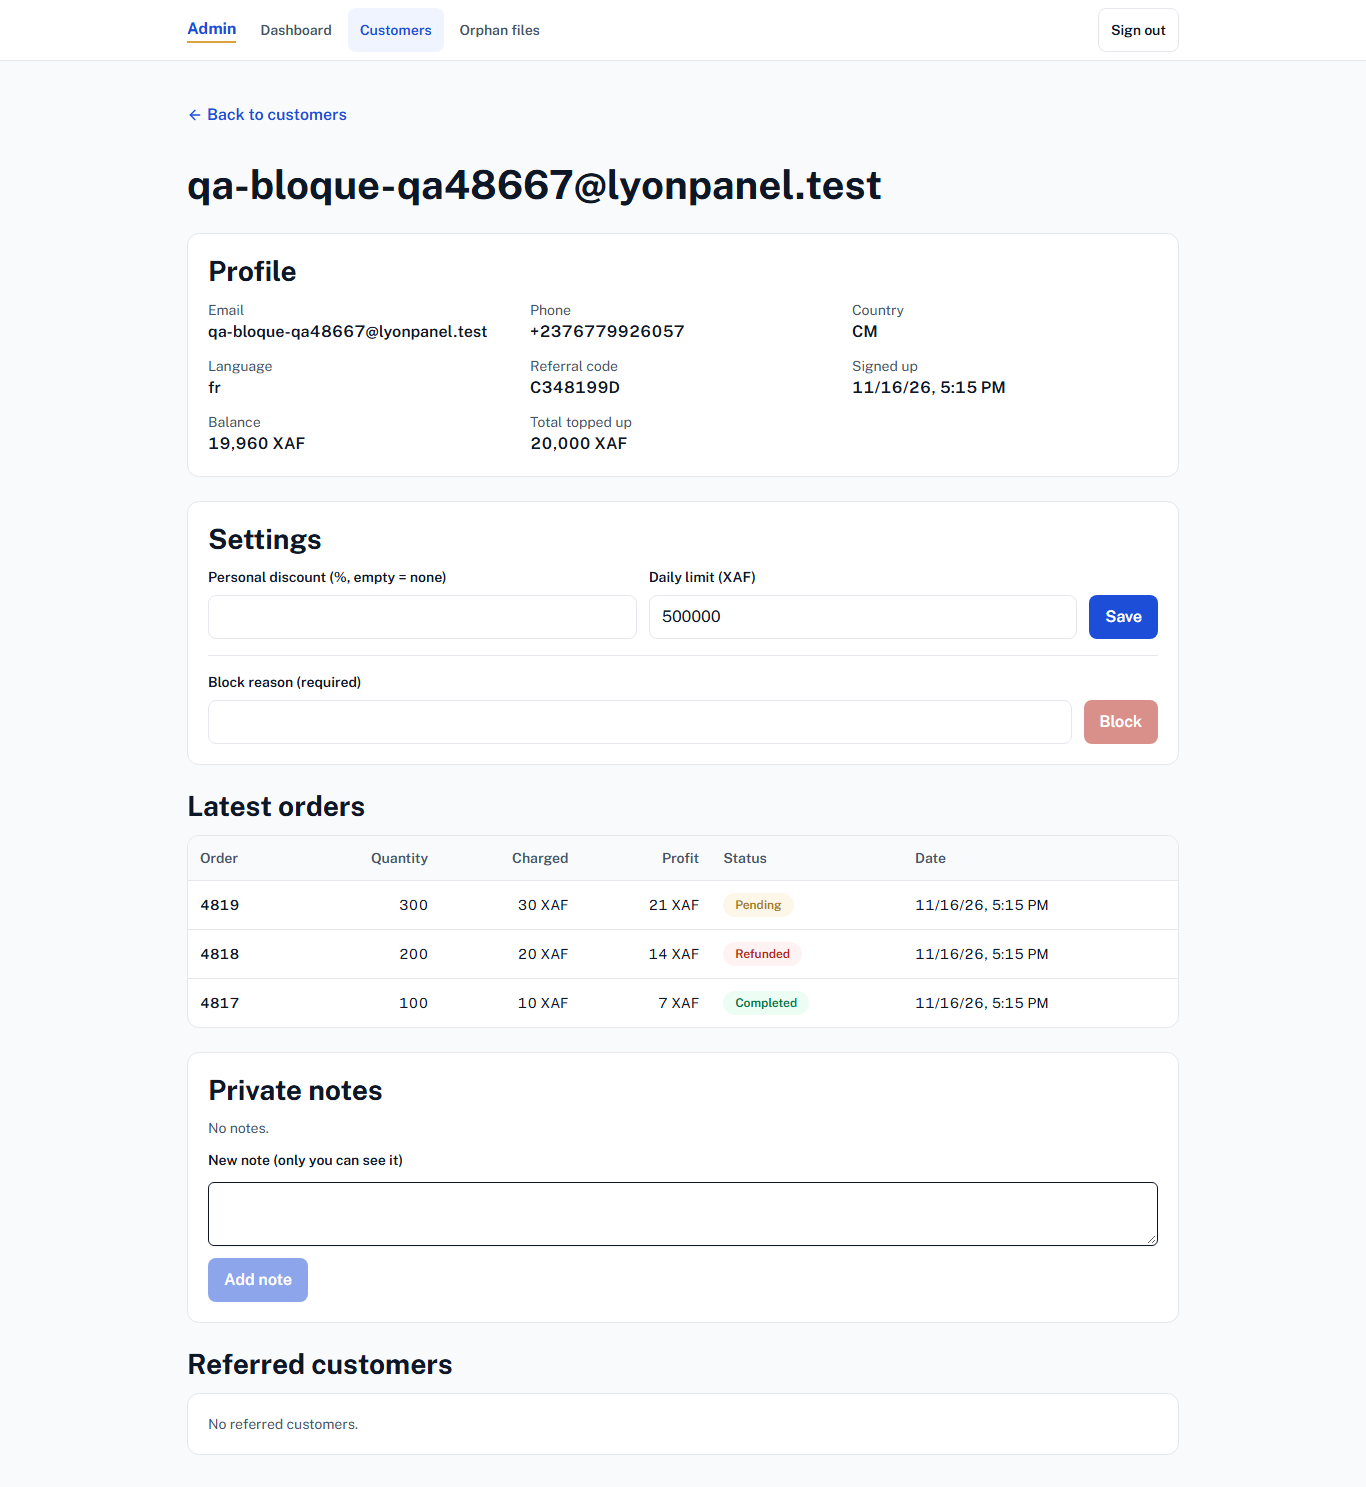 Admin Dashboard Customers Orphan files Sign out
← Back to customers
qa-bloque-qa48667@lyonpanel.test
Profile
Email Phone Country
qa-bloque-qa48667@lyonpanel.test +2376779926057 CM
Language Referral code Signed up
fr C348199D 11/16/26, 5:15 PM
Balance Total topped up
19,960 XAF 20,000 XAF
Settings
Personal discount (%, empty = none) Daily limit (XAF)
500000 Save
Block reason (required)
Block
Latest orders
Order Quantity Charged Profit Status Date
4819 300 30 XAF 21 XAF Pending 11/16/26, 5:15 PM
4818 200 20 XAF 14 XAF Refunded 11/16/26, 5:15 PM
4817 100 10 XAF 7 XAF Completed 11/16/26, 5:15 PM
Private notes
No notes.
New note (only you can see it)
Add note
Referred customers
No referred customers.